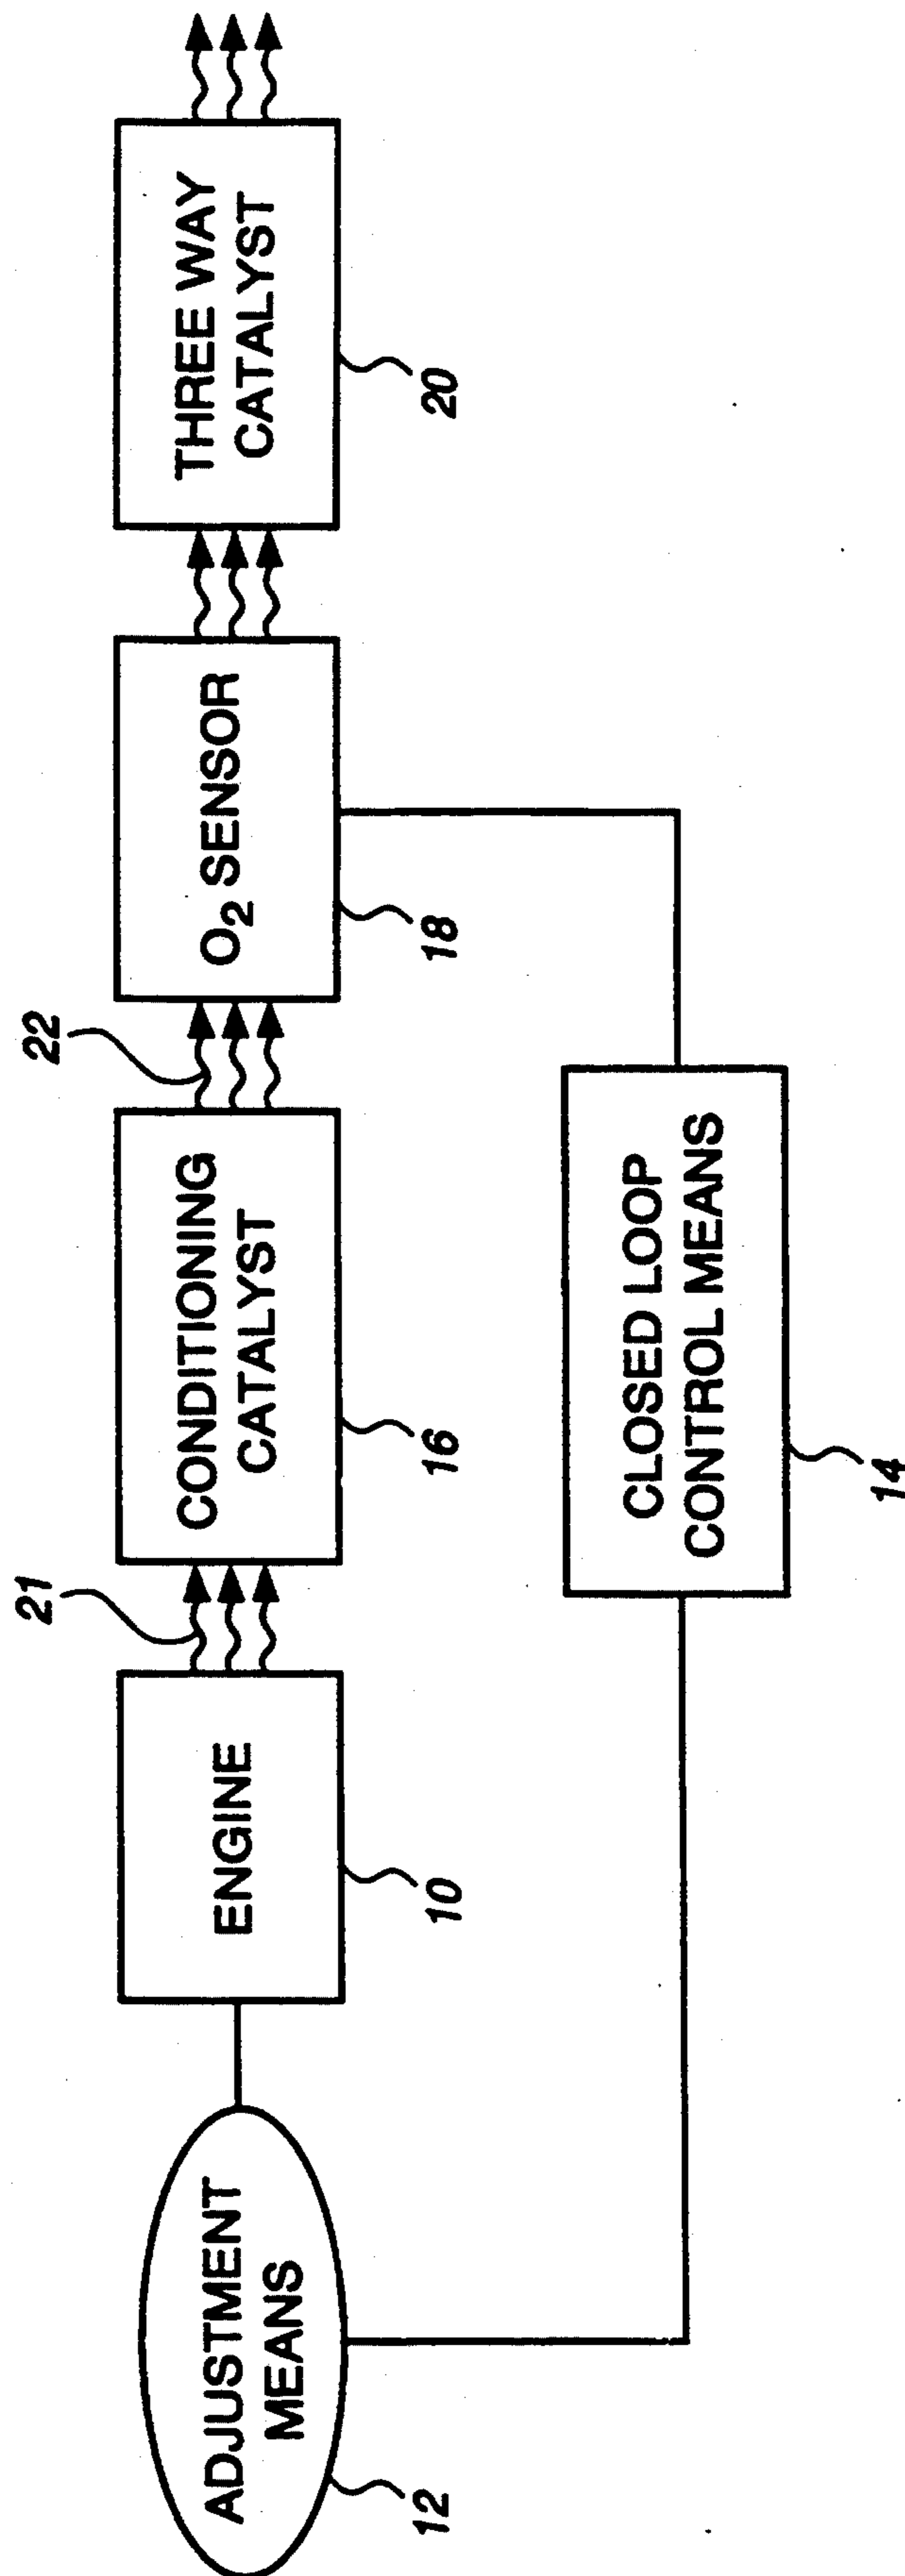 ADJUSTMENT
MEANS
12
ENGINE
10
21
CONDITIONING
CATALYST
16
22
O₂ SENSOR
18
THREE WAY
CATALYST
20
CLOSED LOOP
CONTROL MEANS
14